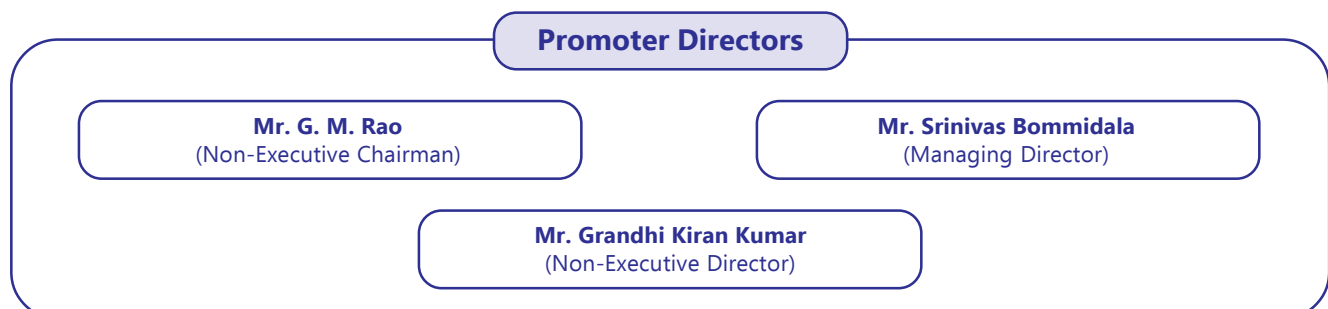 Promoter Directors
Mr. G. M. Rao
(Non-Executive Chairman)
Mr. Srinivas Bommidala
(Managing Director)
Mr. Grandhi Kiran Kumar
(Non-Executive Director)